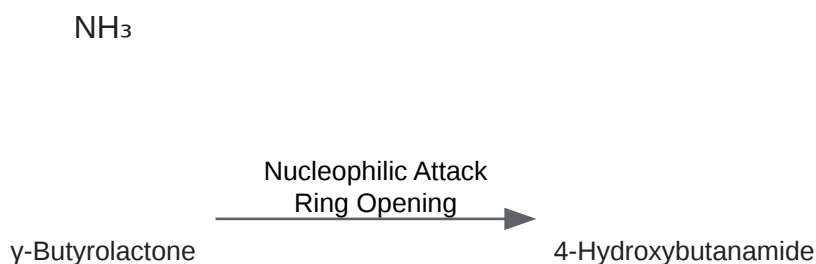 NH₃
Nucleophilic Attack
Ring Opening
γ-Butyrolactone
4-Hydroxybutanamide